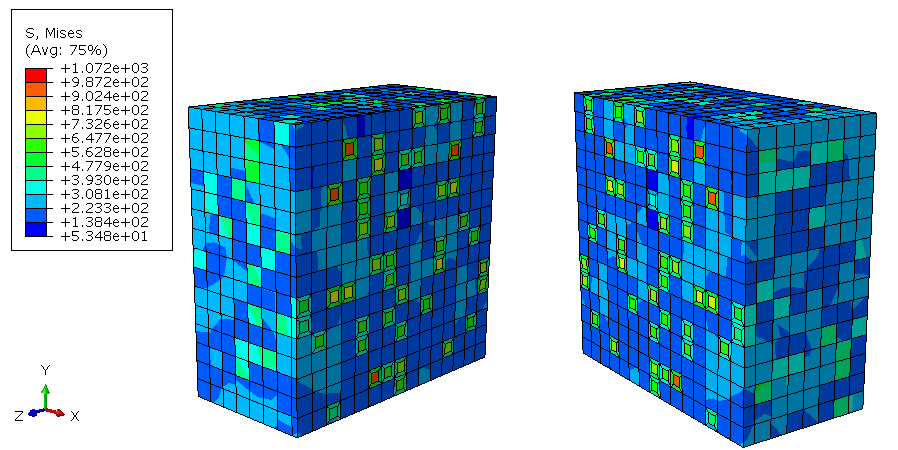 S, Mises
(Avg: 75%)
+1.072e+03
+9.872e+02
+9.024e+02
+8.175e+02
+7.326e+02
+6.477e+02
+5.628e+02
+4.779e+02
+3.930e+02
+3.081e+02
+2.233e+02
+1.384e+02
+5.348e+01
Y
Z X